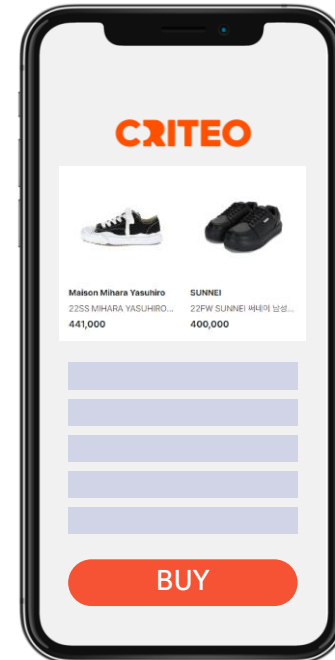 CRITEO
Maison Mihara Yasuhiro
22SS MIHARA YASUHIRO...
441,000
SUNNEI
22FW SUNNEI 써네이 남성...
400,000
BUY